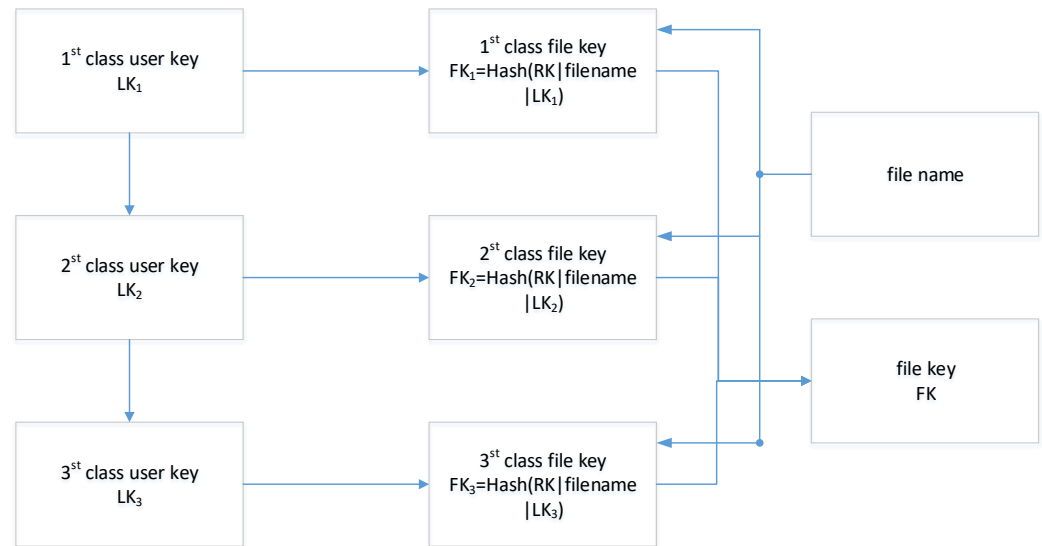 1st class user key
LK₁
1st class file key
FK₁=Hash(RK|filename
|LK₁)
file name
2st class user key
LK₂
2st class file key
FK₂=Hash(RK|filename
|LK₂)
file key
FK
3st class user key
LK₃
3st class file key
FK₃=Hash(RK|filename
|LK₃)